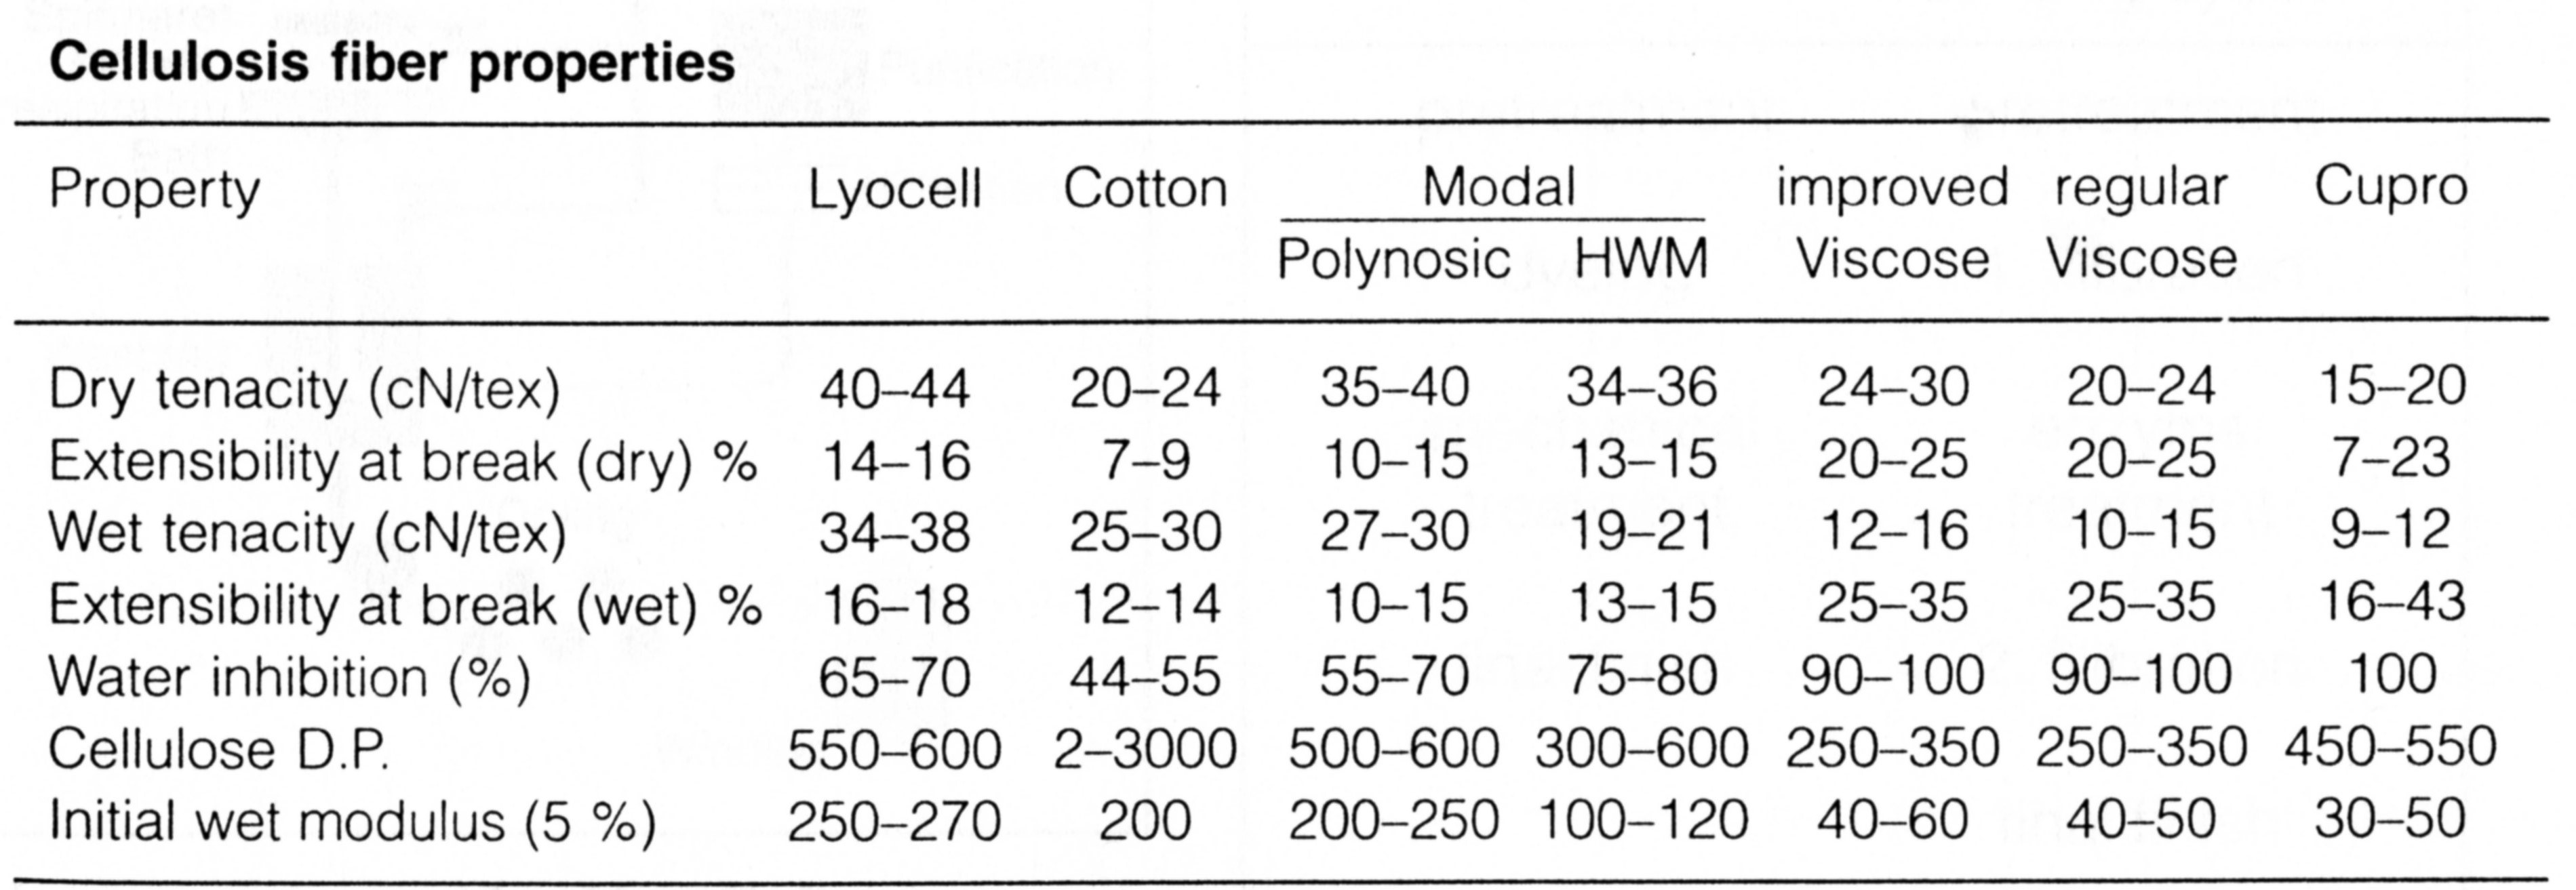 Cellulosis fiber properties
Property Lyocell Cotton Modal improved regular Cupro
Polynosic HWM Viscose Viscose
Dry tenacity (cN/tex) 40–44 20–24 35–40 34–36 24–30 20–24 15–20
Extensibility at break (dry) % 14–16 7–9 10–15 13–15 20–25 20–25 7–23
Wet tenacity (cN/tex) 34–38 25–30 27–30 19–21 12–16 10–15 9–12
Extensibility at break (wet) % 16–18 12–14 10–15 13–15 25–35 25–35 16–43
Water inhibition (%) 65–70 44–55 55–70 75–80 90–100 90–100 100
Cellulose D.P. 550–600 2–3000 500–600 300–600 250–350 250–350 450–550
Initial wet modulus (5 %) 250–270 200 200–250 100–120 40–60 40–50 30–50